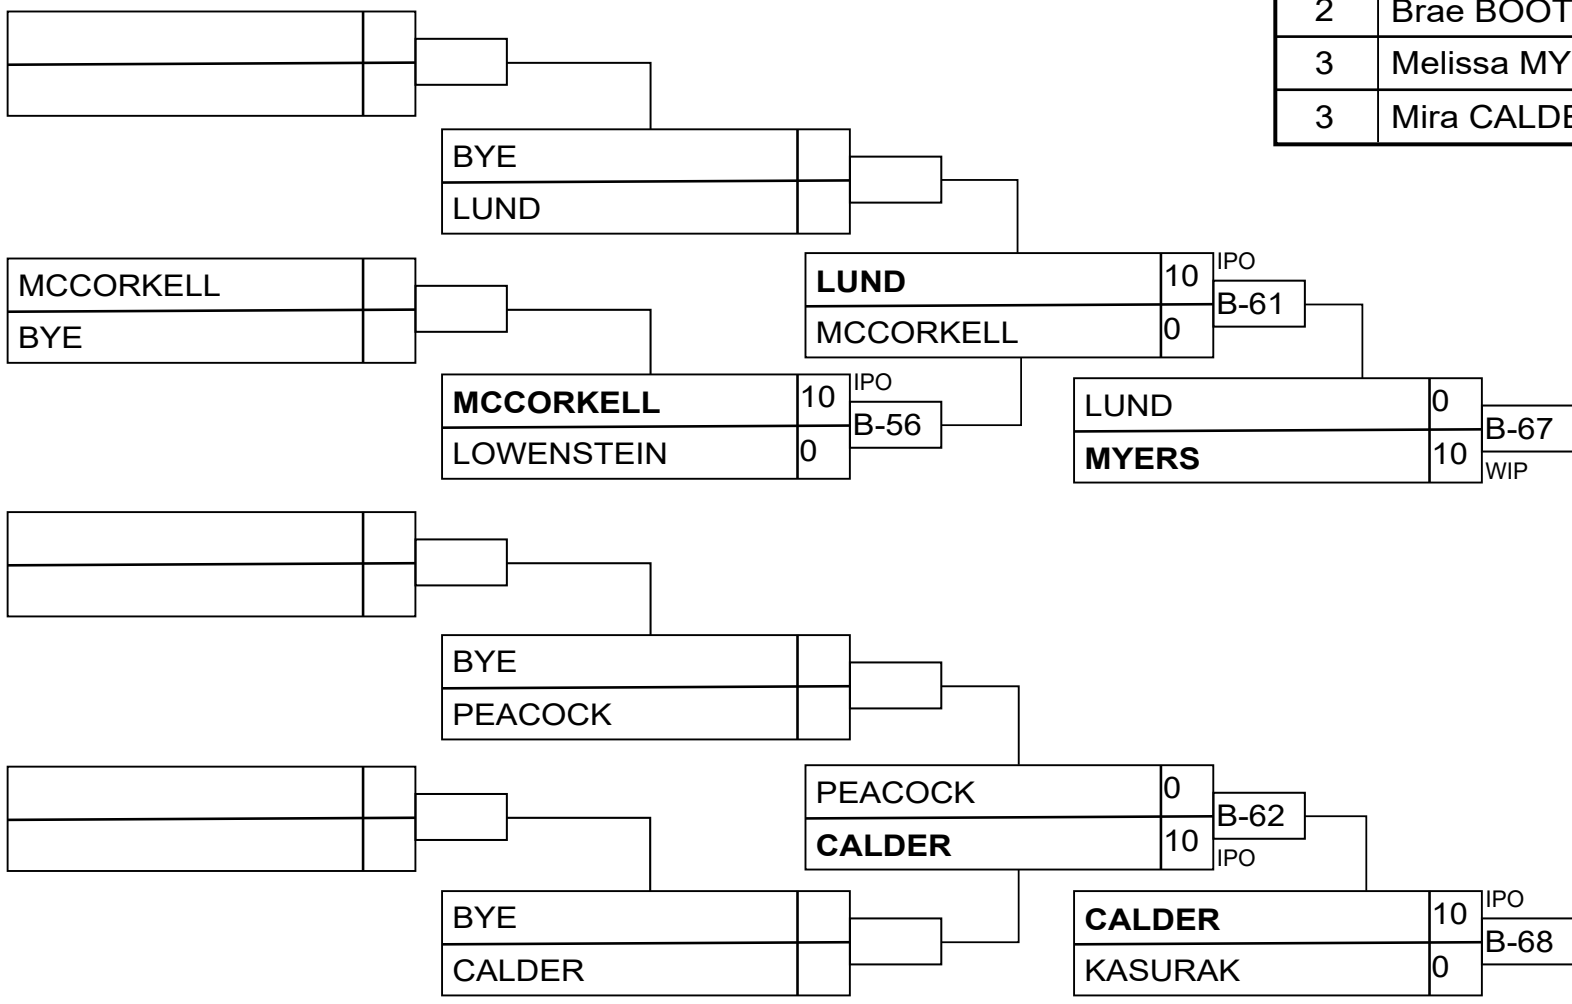 2 Brae BOOT
3 Melissa MY
3 Mira CALDE
BYE
LUND
MCCORKELL
BYE
LUND 10 IPO
B-61
MCCORKELL 0
MCCORKELL 10 IPO
B-56
LOWENSTEIN 0
LUND 0
B-67
MYERS 10 WIP
BYE
PEACOCK
PEACOCK 0
B-62
CALDER 10 IPO
BYE
CALDER
CALDER 10 IPO
B-68
KASURAK 0